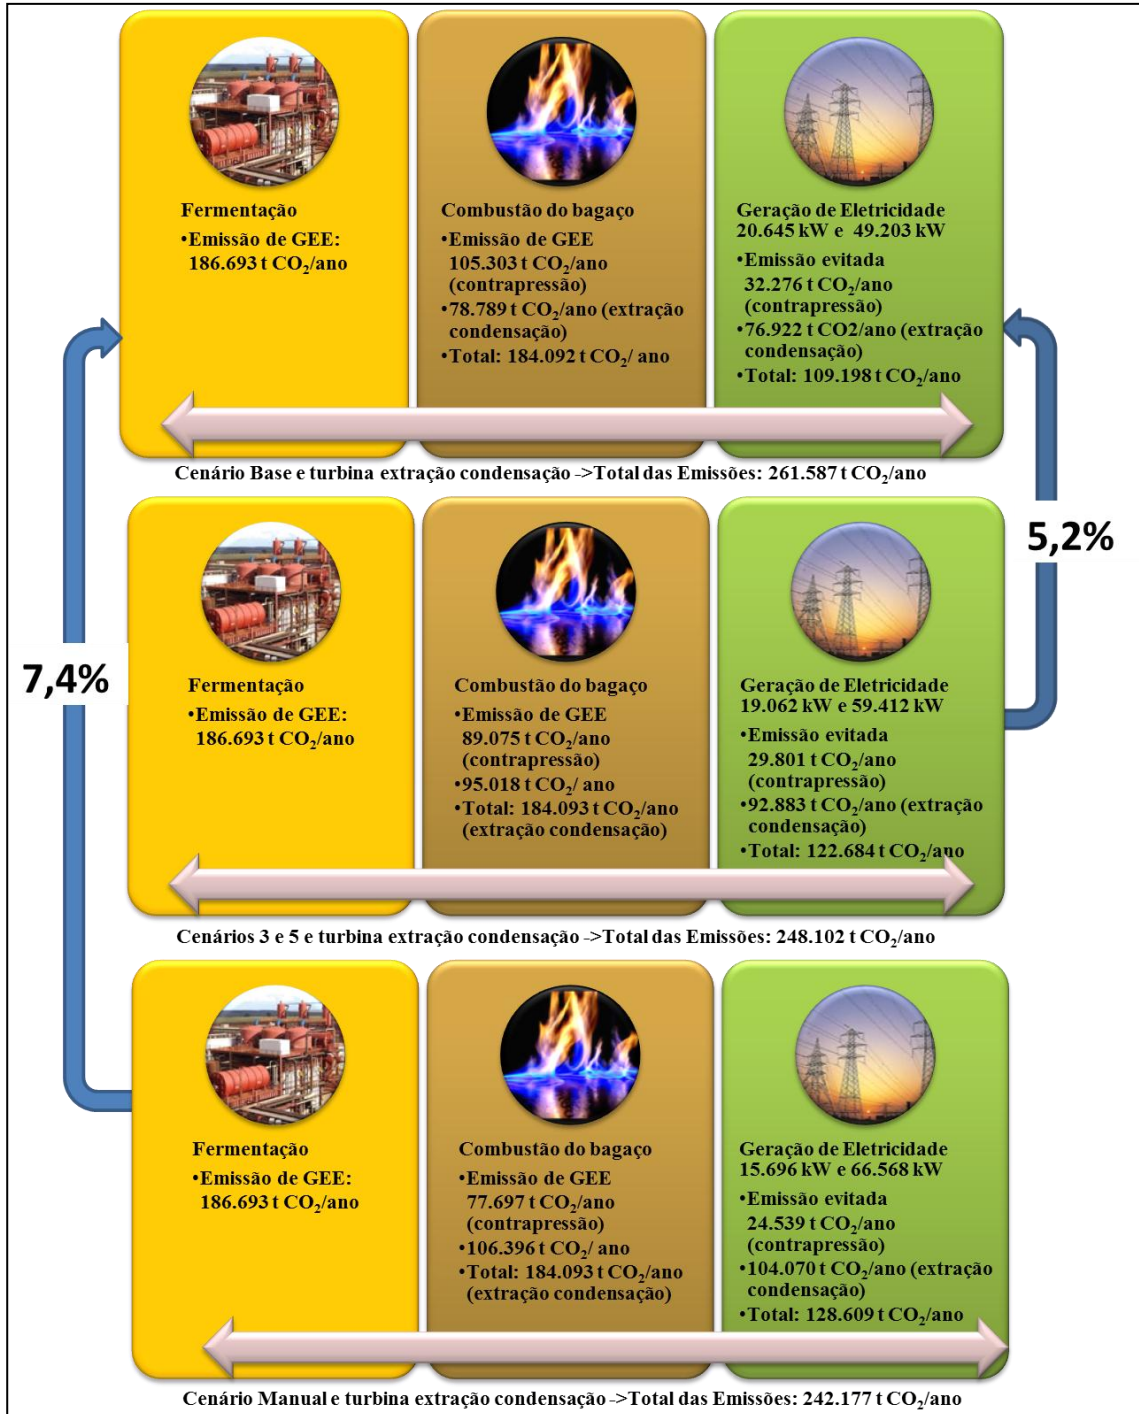 Fermentação
•Emissão de GEE:
186.693 t CO₂/ano
Combustão do bagaço
•Emissão de GEE
105.303 t CO₂/ano
(contrapressão)
•78.789 t CO₂/ano (extração
condensação)
•Total: 184.092 t CO₂/ ano
Geração de Eletricidade
20.645 kW e 49.203 kW
•Emissão evitada
32.276 t CO₂/ano
(contrapressão)
•76.922 t CO2/ano (extração
condensação)
•Total: 109.198 t CO₂/ano
Cenário Base e turbina extração condensação ->Total das Emissões: 261.587 t CO₂/ano
5,2%
7,4%
Fermentação
•Emissão de GEE:
186.693 t CO₂/ano
Combustão do bagaço
•Emissão de GEE
89.075 t CO₂/ano
(contrapressão)
•95.018 t CO₂/ ano
•Total: 184.093 t CO₂/ano
(extração condensação)
Geração de Eletricidade
19.062 kW e 59.412 kW
•Emissão evitada
29.801 t CO₂/ano
(contrapressão)
•92.883 t CO₂/ano (extração
condensação)
•Total: 122.684 t CO₂/ano
Cenários 3 e 5 e turbina extração condensação ->Total das Emissões: 248.102 t CO₂/ano
Fermentação
•Emissão de GEE:
186.693 t CO₂/ano
Combustão do bagaço
•Emissão de GEE
77.697 t CO₂/ano
(contrapressão)
•106.396 t CO₂/ ano
•Total: 184.093 t CO₂/ano
(extração condensação)
Geração de Eletricidade
15.696 kW e 66.568 kW
•Emissão evitada
24.539 t CO₂/ano
(contrapressão)
•104.070 t CO₂/ano (extração
condensação)
•Total: 128.609 t CO₂/ano
Cenário Manual e turbina extração condensação ->Total das Emissões: 242.177 t CO₂/ano